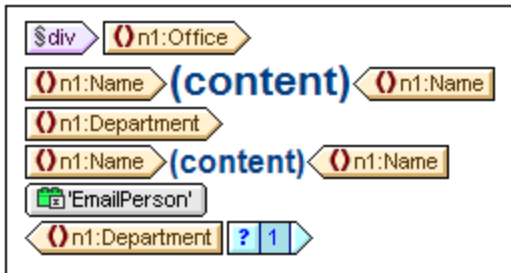 §div ()n1:Office
()n1:Name (content) ()n1:Name
()n1:Department
()n1:Name (content) ()n1:Name
'EmailPerson'
()n1:Department ? 1